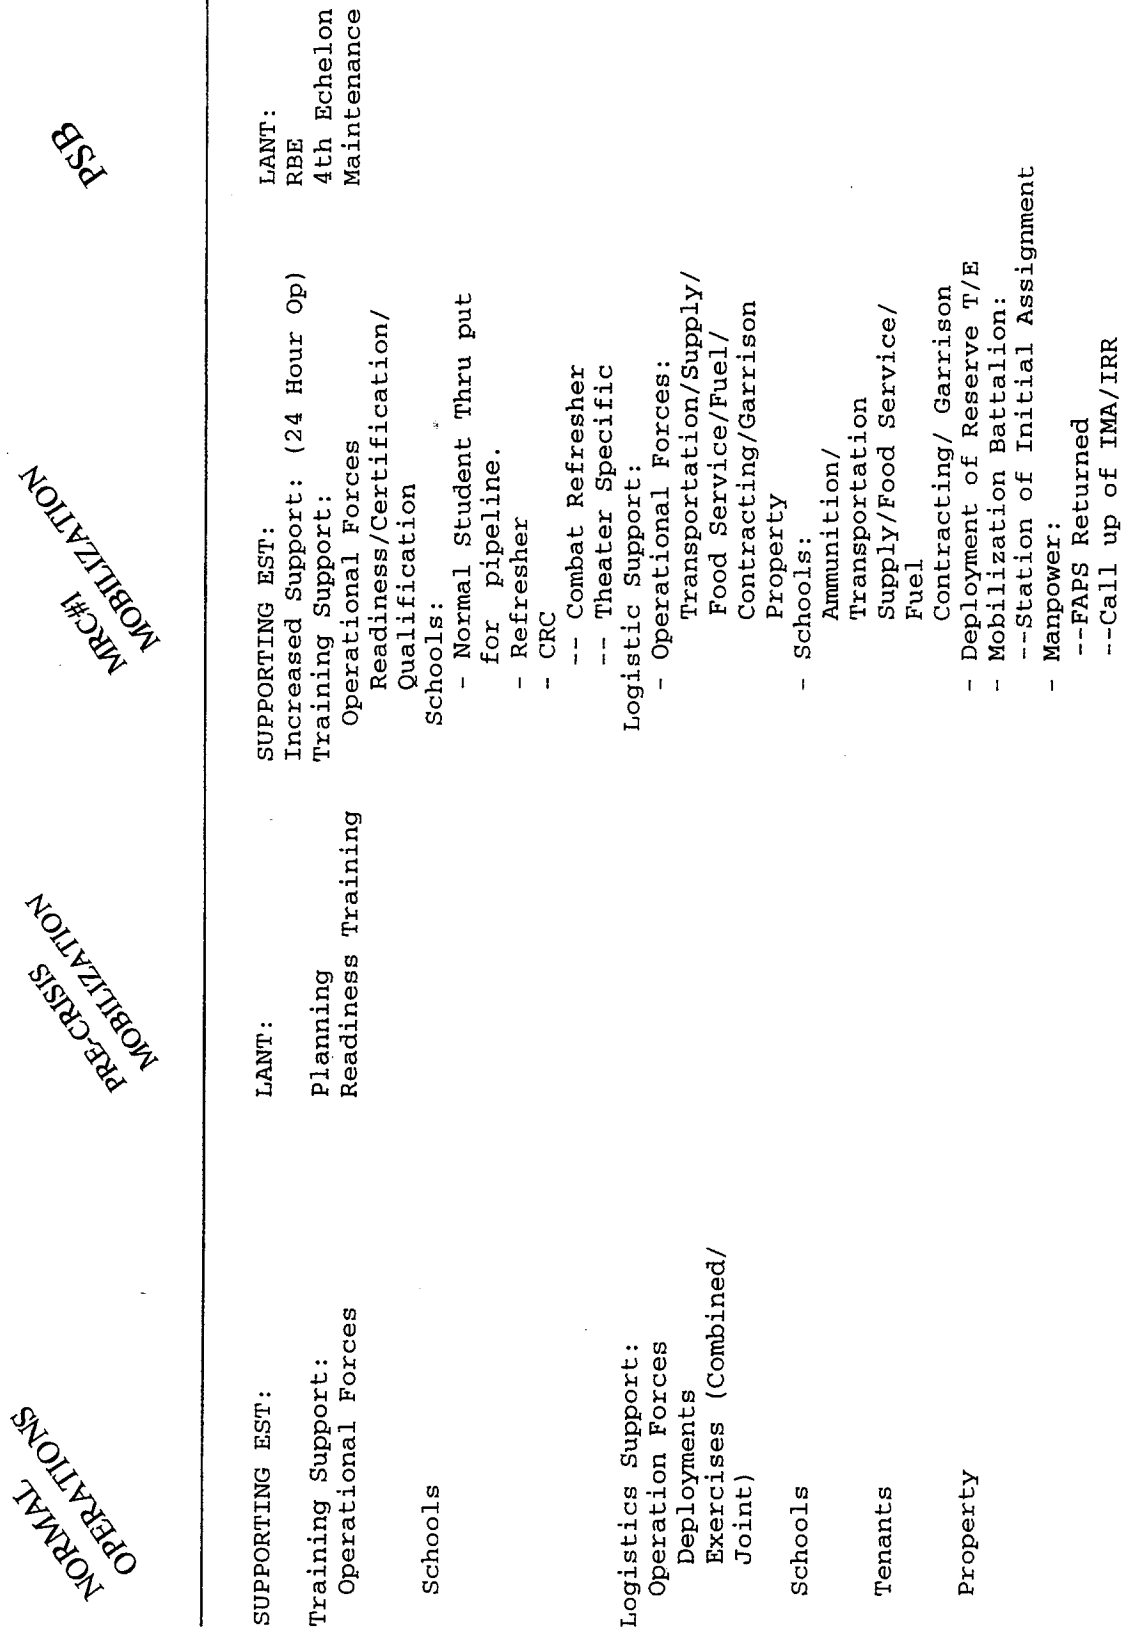 NORMAL
OPERATIONS
PRE-CRISIS
MOBILIZATION
MRC#1
MOBILIZATION
PSB
SUPPORTING EST:
Training Support:
Operational Forces
Schools
Logistics Support:
Operation Forces
Deployments
Exercises (Combined/
Joint)
Schools
Tenants
Property
LANT:
Planning
Readiness Training
SUPPORTING EST:
Increased Support: (24 Hour Op)
Training Support:
Operational Forces
Readiness/Certification/
Qualification
Schools:
- Normal Student Thru put
for pipeline.
- Refresher
- CRC
-- Combat Refresher
-- Theater Specific
Logistic Support:
- Operational Forces:
Transportation/Supply/
Food Service/Fuel/
Contracting/Garrison
Property
- Schools:
Ammunition/
Transportation
Supply/Food Service/
Fuel
Contracting/ Garrison
- Deployment of Reserve T/E
- Mobilization Battalion:
--Station of Initial Assignment
- Manpower:
--FAPS Returned
--Call up of IMA/IRR
LANT:
RBE
4th Echelon
Maintenance